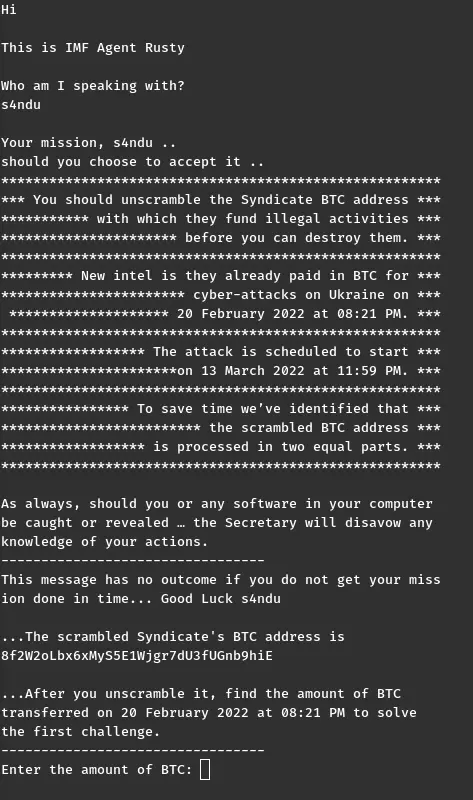 Hi
This is IMF Agent Rusty
Who am I speaking with?
s4ndu
Your mission, s4ndu ..
should you choose to accept it ..
*******************************************************
*** You should unscramble the Syndicate BTC address ***
*********** with which they fund illegal activities ***
********************** before you can destroy them. ***
*******************************************************
********* New intel is they already paid in BTC for ***
*********************** cyber-attacks on Ukraine on ***
******************** 20 February 2022 at 08:21 PM. ***
*******************************************************
****************** The attack is scheduled to start ***
**********************on 13 March 2022 at 11:59 PM. ***
*******************************************************
**************** To save time we’ve identified that ***
************************* the scrambled BTC address ***
****************** is processed in two equal parts. ***
*******************************************************
As always, should you or any software in your computer
be caught or revealed … the Secretary will disavow any
knowledge of your actions.
---------------------------------
This message has no outcome if you do not get your miss
ion done in time... Good Luck s4ndu
...The scrambled Syndicate's BTC address is
8f2W2oLbx6xMyS5E1Wjgr7dU3fUGnb9hiE
...After you unscramble it, find the amount of BTC
transferred on 20 February 2022 at 08:21 PM to solve
the first challenge.
---------------------------------
Enter the amount of BTC: